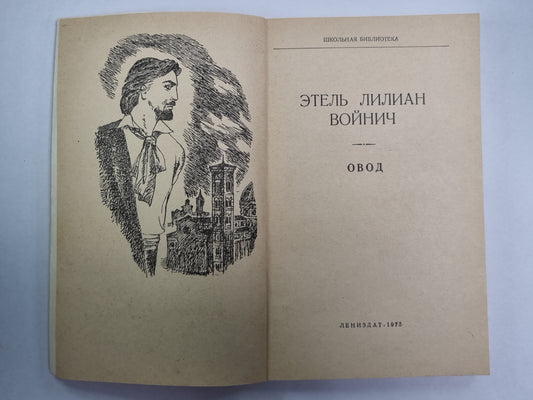 ШКОЛЬНАЯ БИБЛИОТЕКА
ЭТЕЛЬ ЛИЛИАН
ВОЙНИЧ
ОВОД
ЛЕНИЗДАТ·1975